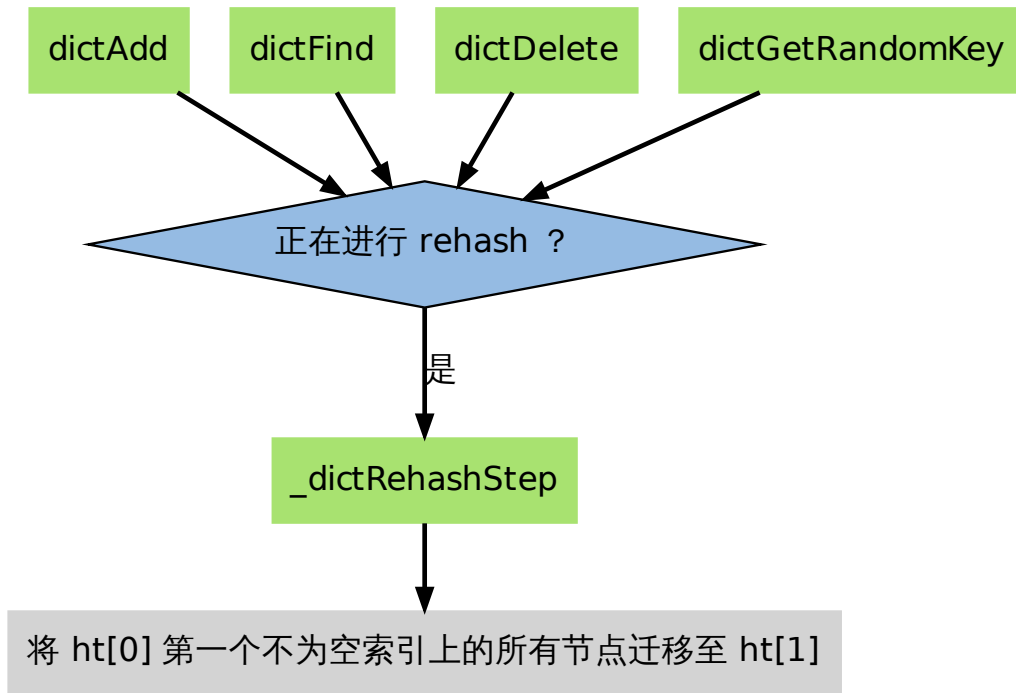 dictAdd
dictFind
dictDelete
dictGetRandomKey
正在进行 rehash ？
是
_dictRehashStep
将 ht[0] 第一个不为空索引上的所有节点迁移至 ht[1]